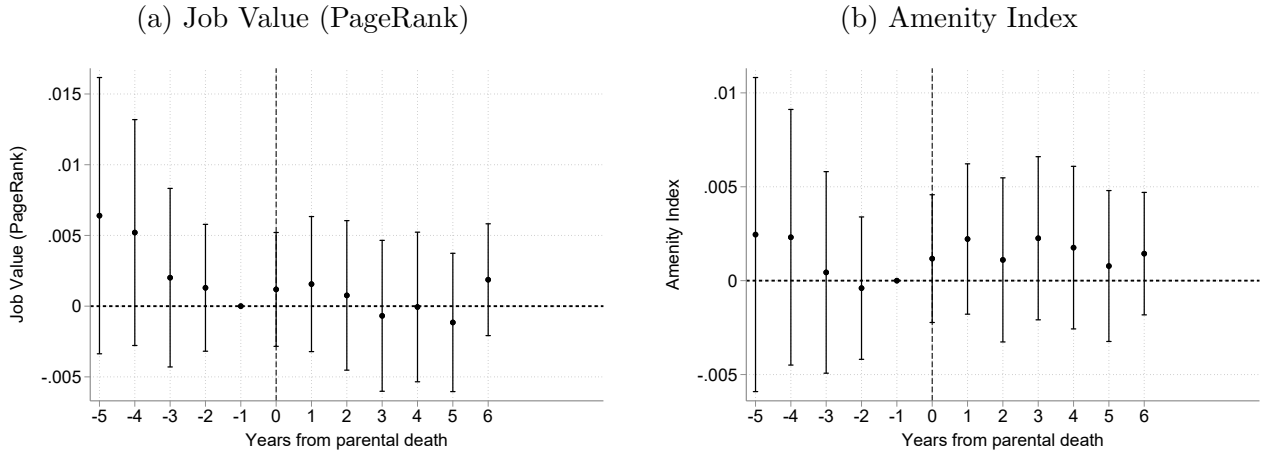 (a) Job Value (PageRank)
.015
.01
.005
0
-.005
Job Value (PageRank)
-5 -4 -3 -2 -1 0 1 2 3 4 5 6
Years from parental death
(b) Amenity Index
.01
.005
0
-.005
Amenity Index
-5 -4 -3 -2 -1 0 1 2 3 4 5 6
Years from parental death